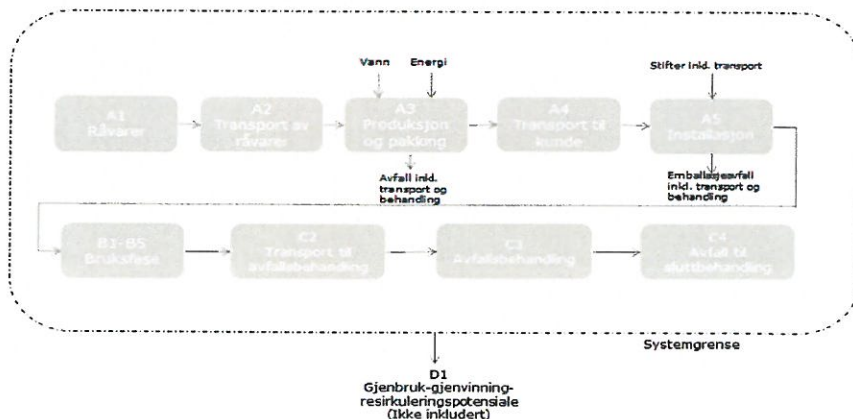 Vann
Energi
Stifter inkl. transport
A1
Råvarer
A2
Transport av
råvarer
A3
Produksjon
og pakking
A4
Transport til
kunde
A5
Installasjon
Avfall inkl.
transport og
behandling
Emballasjeavfall
inkl. transport og
behandling
B1-B5
Bruksfase
C2
Transport til
avfallsbehandling
C3
Avfallsbehandling
C4
Avfall til
sluttbehandling
Systemgrense
D1
Gjenbruk-gjenvinning-
resirkuleringspotensiale
(Ikke inkludert)